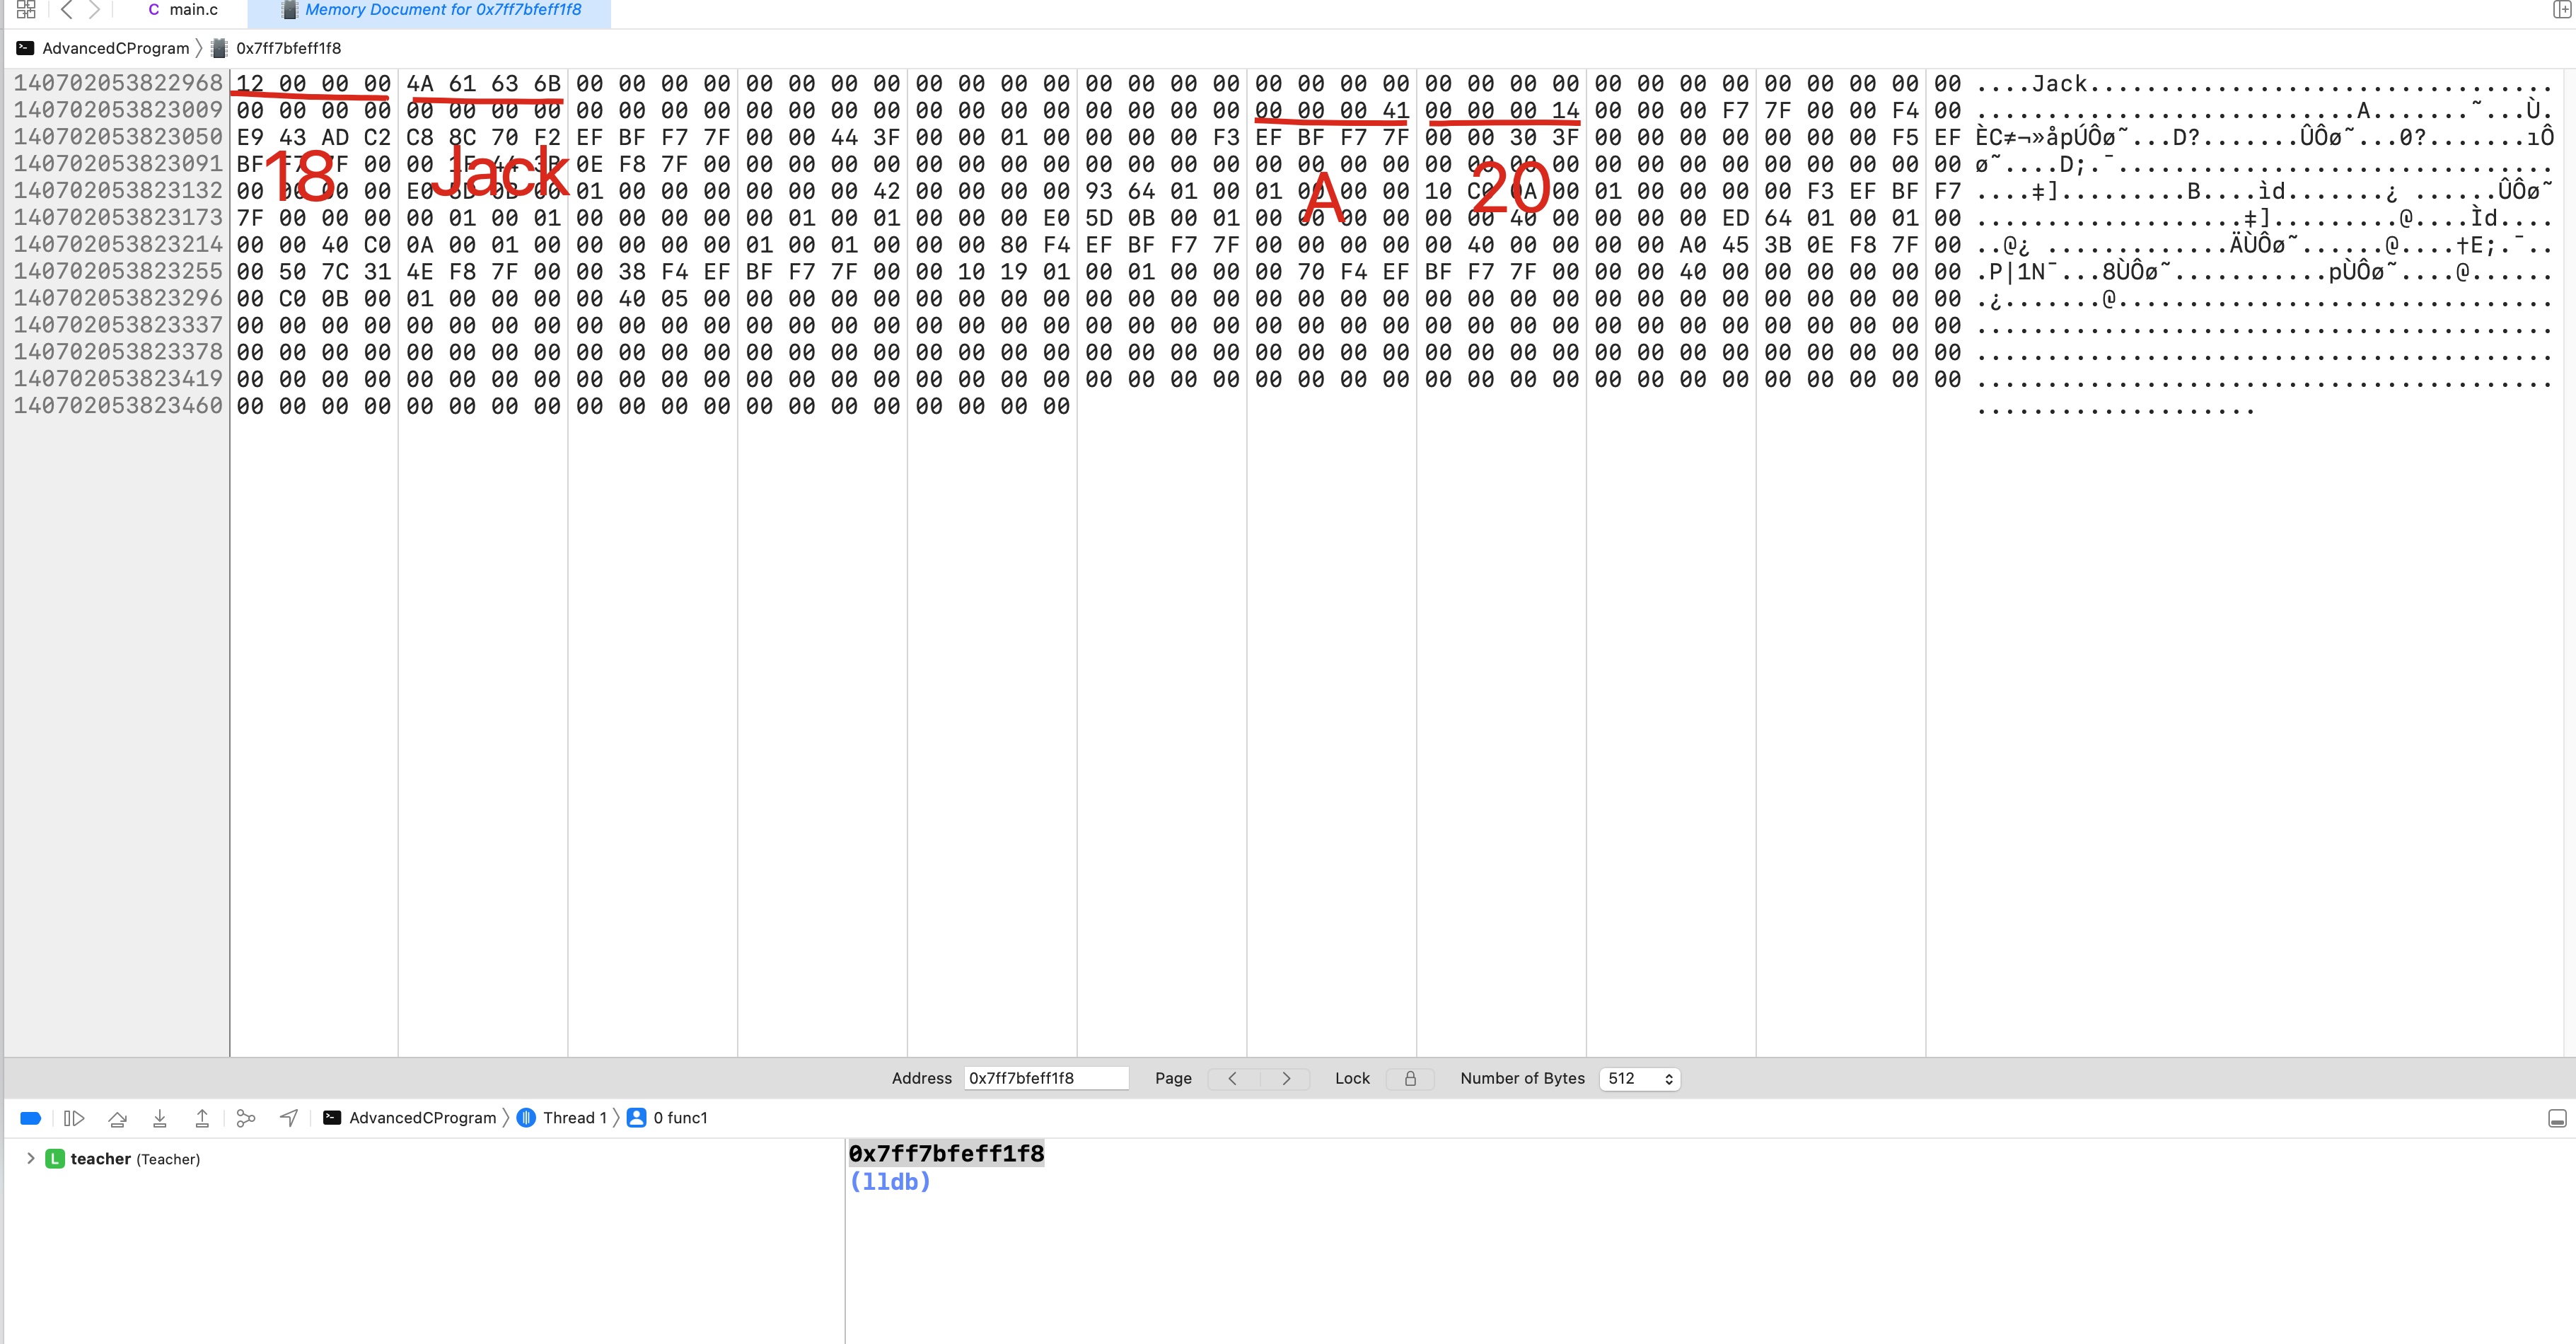 C main.c Memory Document for 0x7ff7bfeff1f8
AdvancedCProgram 〉 0x7ff7bfeff1f8
140702053822968 12 00 00 00 4A 61 63 6B 00 00 00 00 00 00 00 00 00 00 00 00 00 00 00 00 00 00 00 00 00 00 00 00 00 00 00 00 00 00 00 00 00 ....Jack.................................
140702053823009 00 00 00 00 00 00 00 00 00 00 00 00 00 00 00 00 00 00 00 00 00 00 00 00 00 00 00 41 00 00 00 14 00 00 00 F7 7F 00 00 F4 00 ...........................A.......˜...Ù.
140702053823050 E9 43 AD C2 C8 8C 70 F2 EF BF F7 7F 00 00 44 3F 00 00 01 00 00 00 00 F3 EF BF F7 7F 00 00 30 3F 00 00 00 00 00 00 00 F5 EF ÈC≠¬»åpÚÔø˜...D?.......ÛÔø˜...0?.......ıÔ
140702053823091 BF F7 7F 00 00 1F 44 3B 0E F8 7F 00 00 00 00 00 00 00 00 00 00 00 00 00 00 00 00 00 00 00 00 00 00 00 00 00 00 00 00 00 00 ø˜....D;.¯...............................
140702053823132 00 00 00 00 E0 5D 0B 00 01 00 00 00 00 00 00 42 00 00 00 00 93 64 01 00 01 00 00 00 10 C0 0A 00 01 00 00 00 00 F3 EF BF F7 ....‡].........B....ìd.......¿ ......ÛÔø˜
140702053823173 7F 00 00 00 00 01 00 01 00 00 00 00 00 01 00 01 00 00 00 E0 5D 0B 00 01 00 00 00 00 00 00 40 00 00 00 00 ED 64 01 00 01 00 ...................‡].........@....Ìd....
140702053823214 00 00 40 C0 0A 00 01 00 00 00 00 00 01 00 01 00 00 00 80 F4 EF BF F7 7F 00 00 00 00 00 40 00 00 00 00 A0 45 3B 0E F8 7F 00 ..@¿ .............ÄÙÔø˜......@....†E;.¯..
140702053823255 00 50 7C 31 4E F8 7F 00 00 38 F4 EF BF F7 7F 00 00 10 19 01 00 01 00 00 00 70 F4 EF BF F7 7F 00 00 00 40 00 00 00 00 00 00 .P|1N¯...8ÙÔø˜...........pÙÔø˜....@......
140702053823296 00 C0 0B 00 01 00 00 00 00 40 05 00 00 00 00 00 00 00 00 00 00 00 00 00 00 00 00 00 00 00 00 00 00 00 00 00 00 00 00 00 00 .¿.......@...............................
140702053823337 00 00 00 00 00 00 00 00 00 00 00 00 00 00 00 00 00 00 00 00 00 00 00 00 00 00 00 00 00 00 00 00 00 00 00 00 00 00 00 00 00 .........................................
140702053823378 00 00 00 00 00 00 00 00 00 00 00 00 00 00 00 00 00 00 00 00 00 00 00 00 00 00 00 00 00 00 00 00 00 00 00 00 00 00 00 00 00 .........................................
140702053823419 00 00 00 00 00 00 00 00 00 00 00 00 00 00 00 00 00 00 00 00 00 00 00 00 00 00 00 00 00 00 00 00 00 00 00 00 00 00 00 00 00 .........................................
140702053823460 00 00 00 00 00 00 00 00 00 00 00 00 00 00 00 00 00 00 00 00 ....................
18 Jack A 20
Address 0x7ff7bfeff1f8 Page Lock Number of Bytes 512
AdvancedCProgram 〉 Thread 1 〉 0 func1
L teacher (Teacher)
0x7ff7bfeff1f8
(lldb)